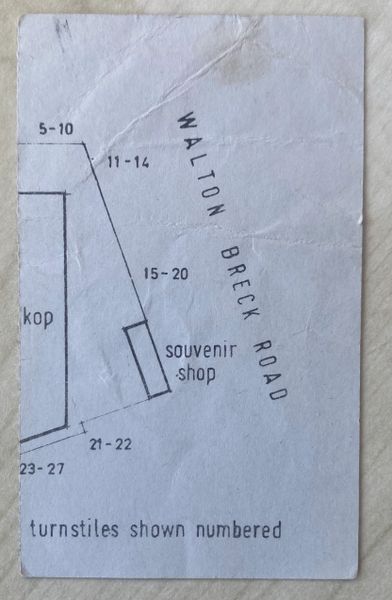 5-10
11-14
WALTON BRECK ROAD
15-20
kop
souvenir
shop
21-22
23-27
turnstiles shown numbered